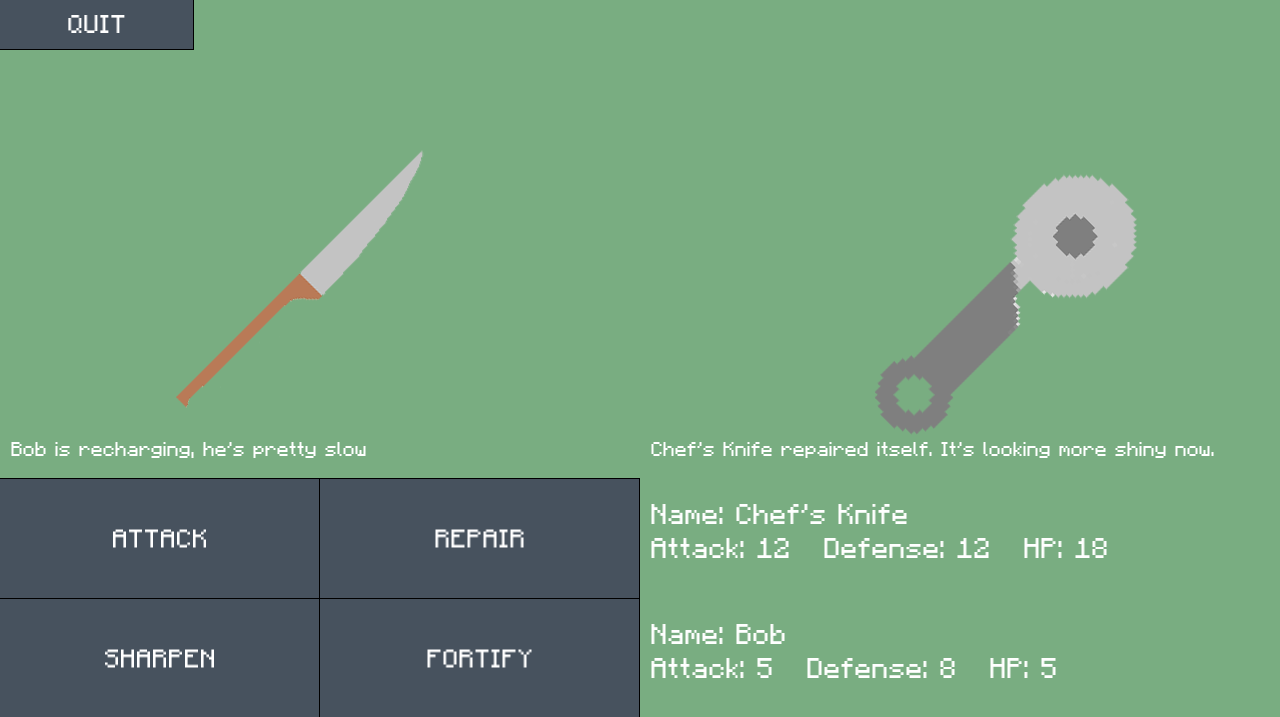 QUIT
Bob is recharging, he's pretty slow
Chef's Knife repaired itself. It's looking more shiny now.
ATTACK
REPAIR
SHARPEN
FORTIFY
Name: Chef's Knife
Attack: 12 Defense: 12 HP: 18
Name: Bob
Attack: 5 Defense: 8 HP: 5